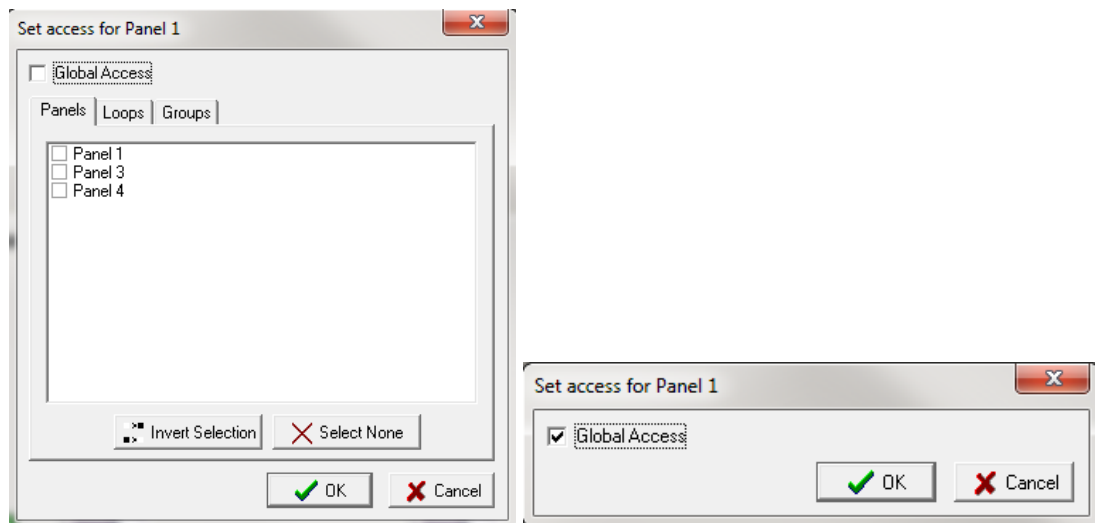 Set access for Panel 1
Global Access
Panels Loops Groups
Panel 1
Panel 3
Panel 4
Invert Selection Select None
OK Cancel
Set access for Panel 1
Global Access
OK Cancel